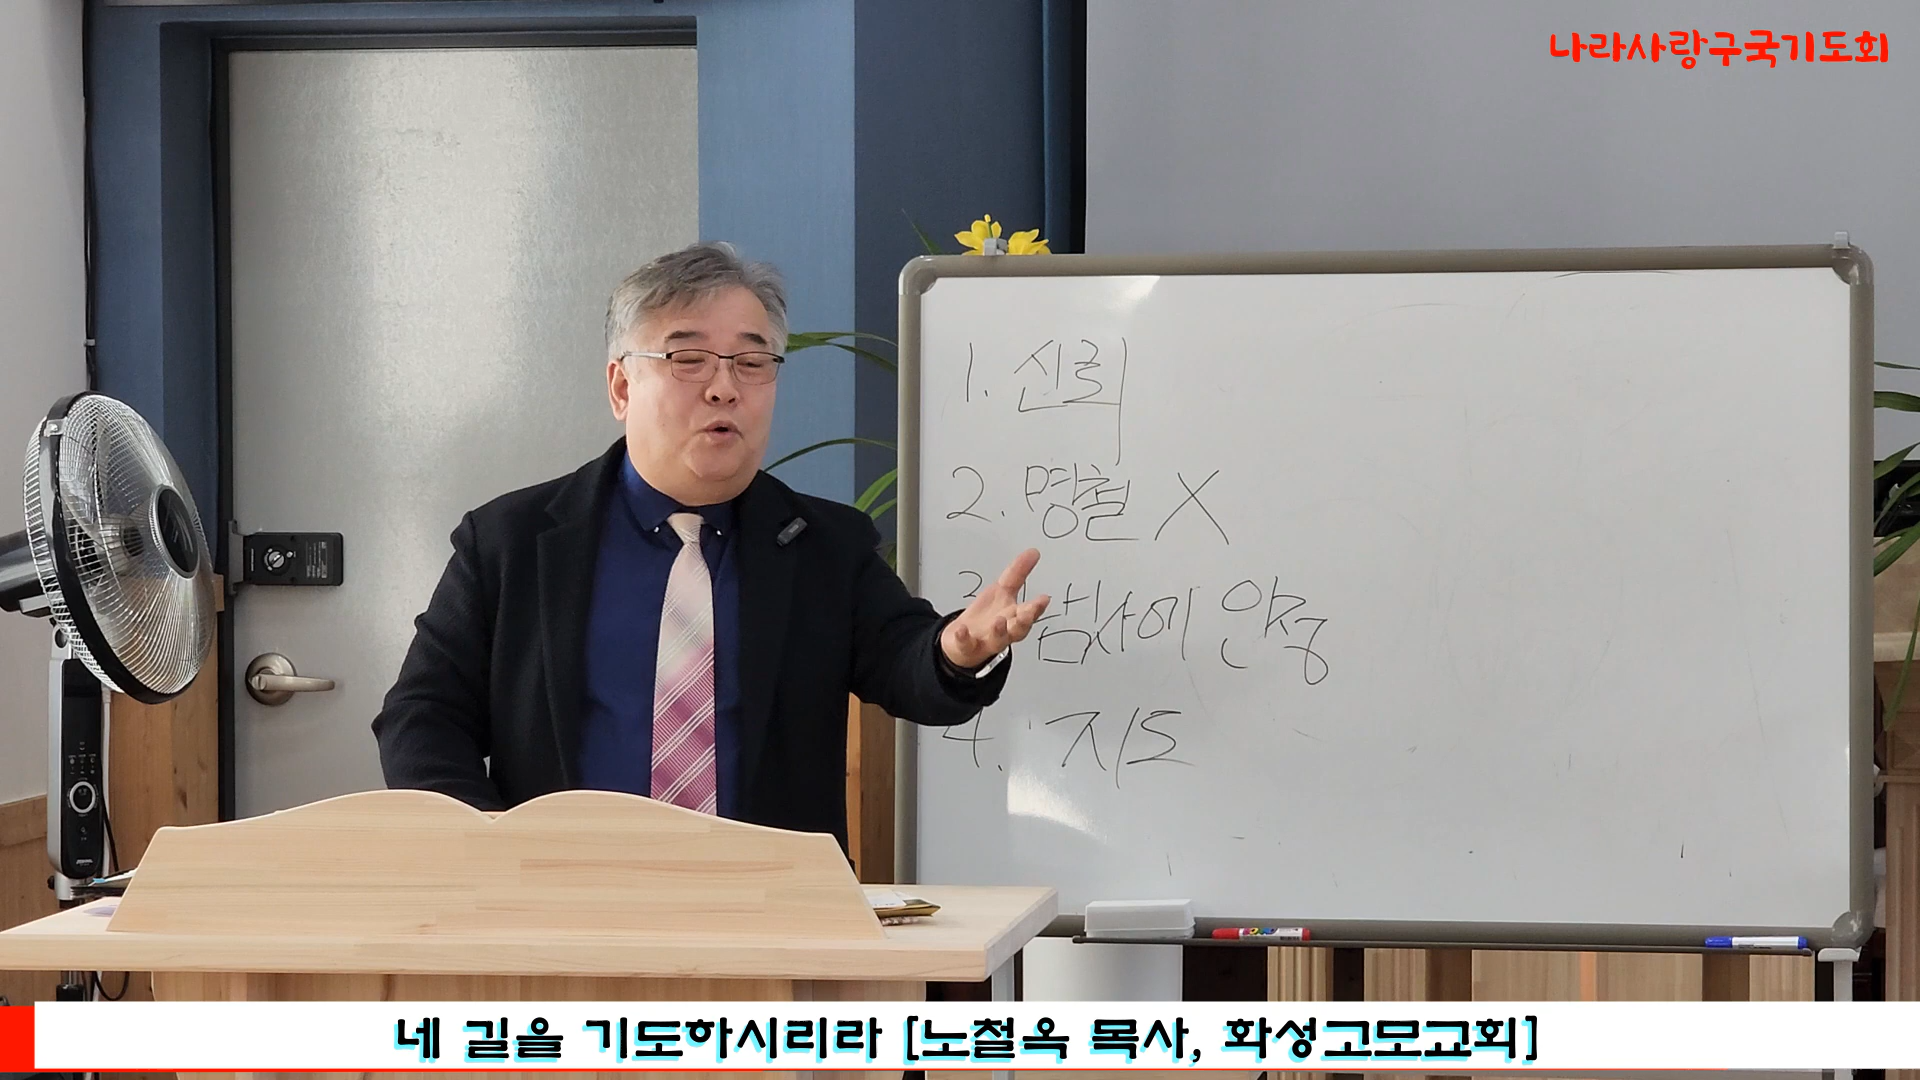 나라사랑구국기도회
1. 신뢰
2. 명철 X
3. 범사에 인정
4. 지도
네 길을 기도하시리라 [노철옥 목사, 화성고모교회]